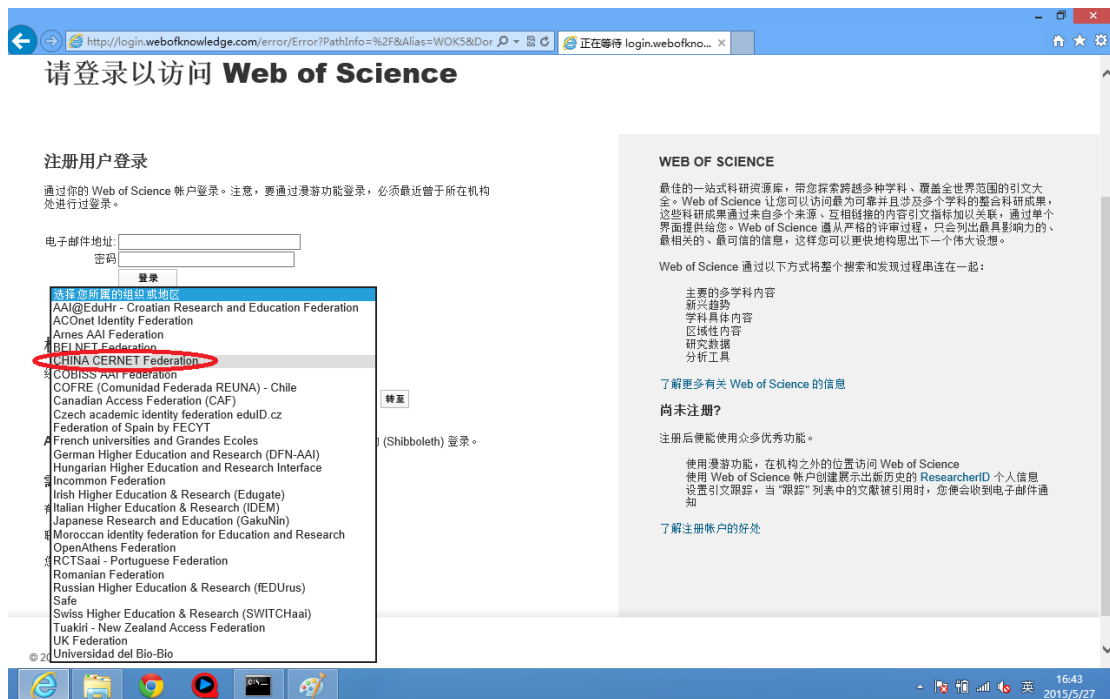 http://login.webofknowledge.com/error/Error?PathInfo=%2F&Alias=WOK5&Dor
正在等待 login.webofkno...
请登录以访问 Web of Science
注册用户登录
通过你的 Web of Science 帐户登录。注意，要通过漫游功能登录，必须最近曾于所在机构
处进行过登录。
电子邮件地址:
密码
登录
选择您所属的组织或地区
AAI@EduHr - Croatian Research and Education Federation
ACOnet Identity Federation
Arnes AAI Federation
BELNET Federation
CHINA CERNET Federation
COBISS AAI Federation
COFRE (Comunidad Federada REUNA) - Chile
Canadian Access Federation (CAF)
Czech academic identity federation eduID.cz
Federation of Spain by FECYT
French universities and Grandes Ecoles
German Higher Education and Research (DFN-AAI)
Hungarian Higher Education and Research Interface
Incommon Federation
Irish Higher Education & Research (Edugate)
Italian Higher Education & Research (IDEM)
Japanese Research and Education (GakuNin)
Moroccan identity federation for Education and Research
OpenAthens Federation
RCTSaai - Portuguese Federation
Romanian Federation
Russian Higher Education & Research (fEDUrus)
Safe
Swiss Higher Education & Research (SWITCHaai)
Tuakiri - New Zealand Access Federation
UK Federation
Universidad del Bio-Bio
转至
(Shibboleth) 登录。
© 20
WEB OF SCIENCE
最佳的一站式科研资源库，带您探索跨越多种学科、覆盖全世界范围的引文大
全。Web of Science 让您可以访问最为可靠并且涉及多个学科的整合科研成果，
这些科研成果通过来自多个来源、互相链接的内容引文指标加以关联，通过单个
界面提供给您。Web of Science 遵从严格的评审过程，只会列出最具影响力的、
最相关的、最可信的信息，这样您可以更快地构思出下一个伟大设想。
Web of Science 通过以下方式将整个搜索和发现过程串连在一起：
主要的多学科内容
新兴趋势
学科具体内容
区域性内容
研究数据
分析工具
了解更多有关 Web of Science 的信息
尚未注册?
注册后便能使用众多优秀功能。
使用漫游功能，在机构之外的位置访问 Web of Science
使用 Web of Science 帐户创建展示出版历史的 ResearcherID 个人信息
设置引文跟踪，当 "跟踪" 列表中的文献被引用时，您便会收到电子邮件通
知
了解注册帐户的好处
英
16:43
2015/5/27